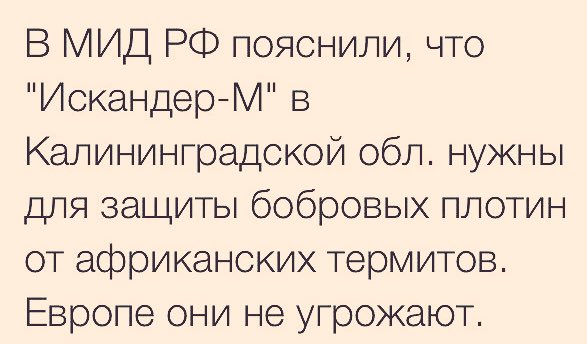 В МИД РФ пояснили, что
"Искандер-М" в
Калининградской обл. нужны
для защиты бобровых плотин
от африканских термитов.
Европе они не угрожают.